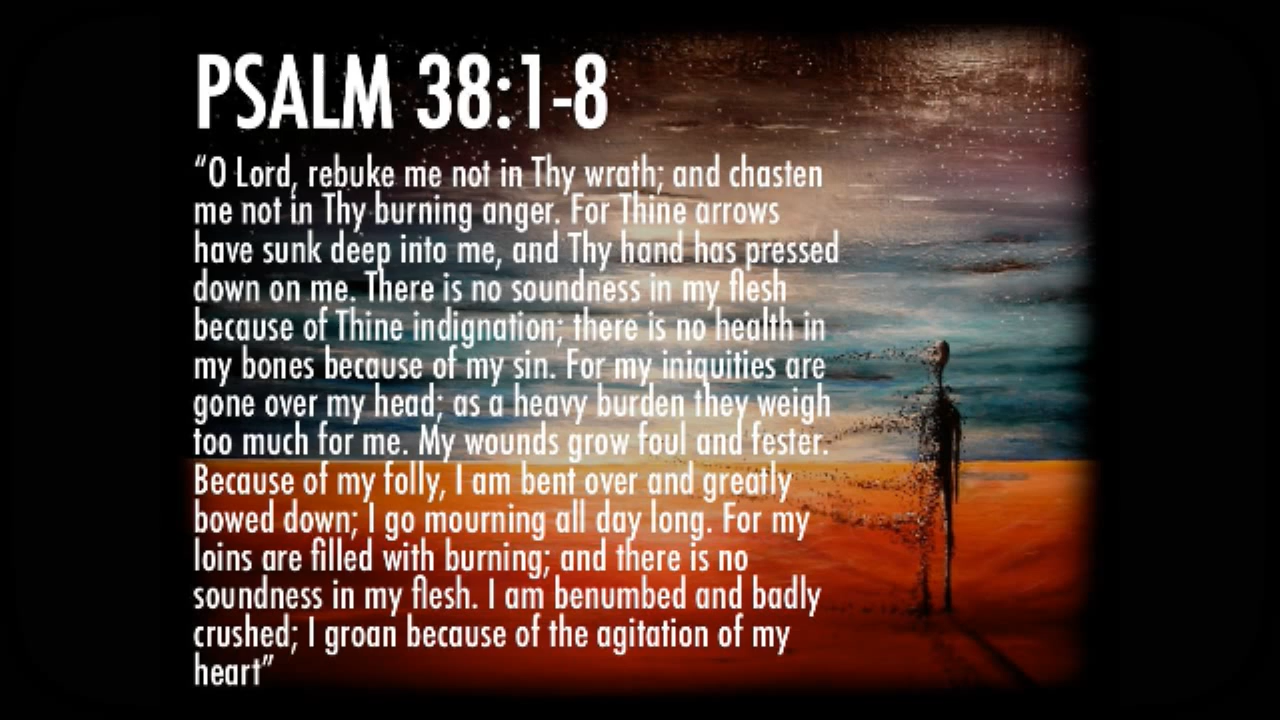 PSALM 38:1-8
“O Lord, rebuke me not in Thy wrath; and chasten
me not in Thy burning anger. For Thine arrows
have sunk deep into me, and Thy hand has pressed
down on me. There is no soundness in my flesh
because of Thine indignation; there is no health in
my bones because of my sin. For my iniquities are
gone over my head; as a heavy burden they weigh
too much for me. My wounds grow foul and fester.
Because of my folly, I am bent over and greatly
bowed down; I go mourning all day long. For my
loins are filled with burning; and there is no
soundness in my flesh. I am benumbed and badly
crushed; I groan because of the agitation of my
heart”